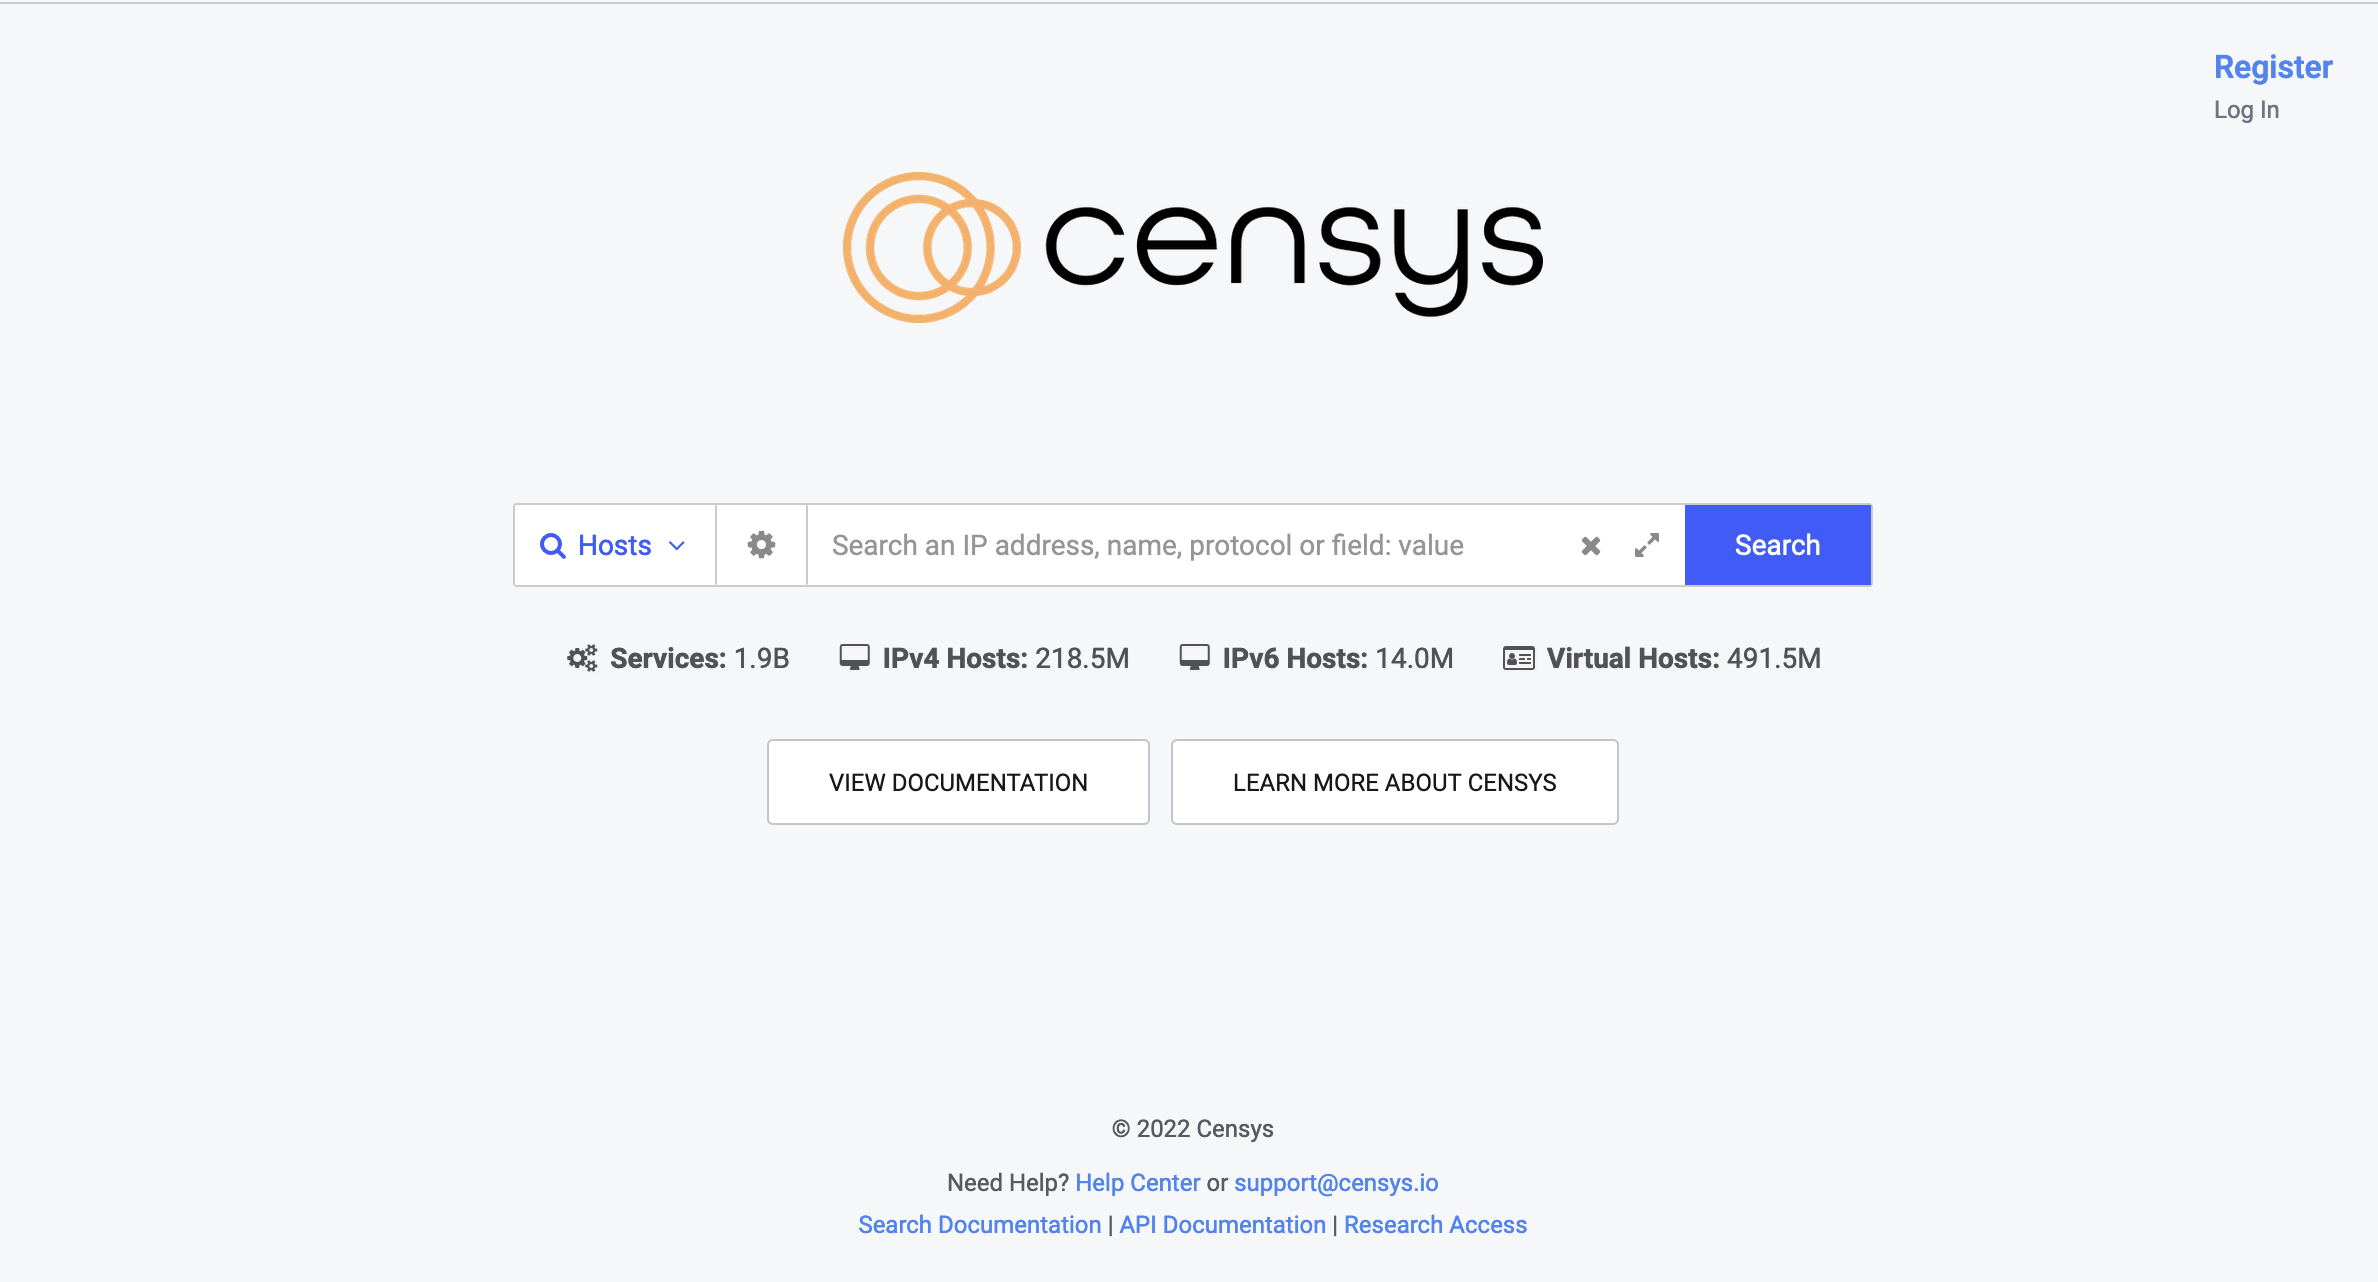 Register
Log In
censys
Hosts
Search an IP address, name, protocol or field: value
Search
Services: 1.9B IPv4 Hosts: 218.5M IPv6 Hosts: 14.0M Virtual Hosts: 491.5M
VIEW DOCUMENTATION LEARN MORE ABOUT CENSYS
© 2022 Censys
Need Help? Help Center or support@censys.io
Search Documentation | API Documentation | Research Access